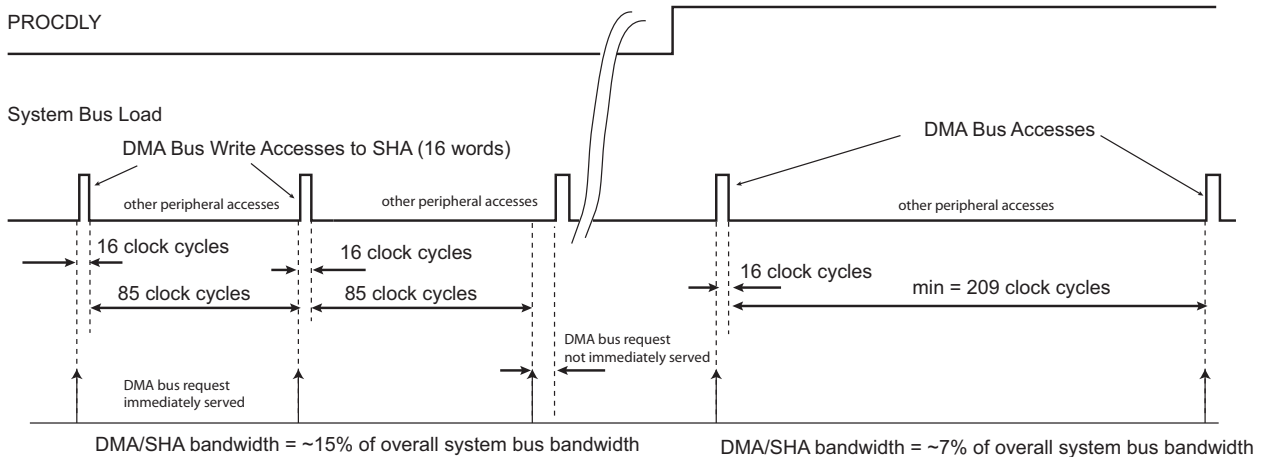 PROCDLY
System Bus Load
DMA Bus Write Accesses to SHA (16 words)
DMA Bus Accesses
other peripheral accesses
other peripheral accesses
other peripheral accesses
16 clock cycles
16 clock cycles
16 clock cycles
85 clock cycles
85 clock cycles
min = 209 clock cycles
DMA bus request
not immediately served
DMA bus request
immediately served
DMA/SHA bandwidth = ~15% of overall system bus bandwidth
DMA/SHA bandwidth = ~7% of overall system bus bandwidth